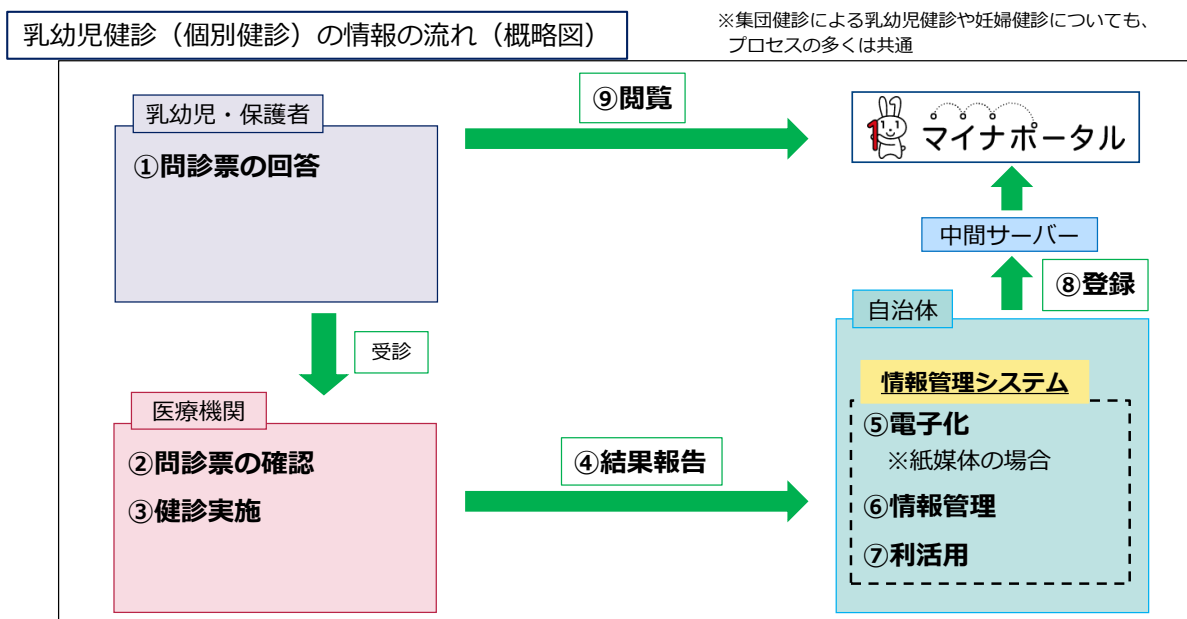 乳幼児健診（個別健診）の情報の流れ（概略図）
※集団健診による乳幼児健診や妊婦健診についても、
プロセスの多くは共通
乳幼児・保護者
①問診票の回答
⑨閲覧
1
マイナポータル
中間サーバー
⑧登録
受診
医療機関
②問診票の確認
③健診実施
④結果報告
自治体
情報管理システム
⑤電子化
※紙媒体の場合
⑥情報管理
⑦利活用